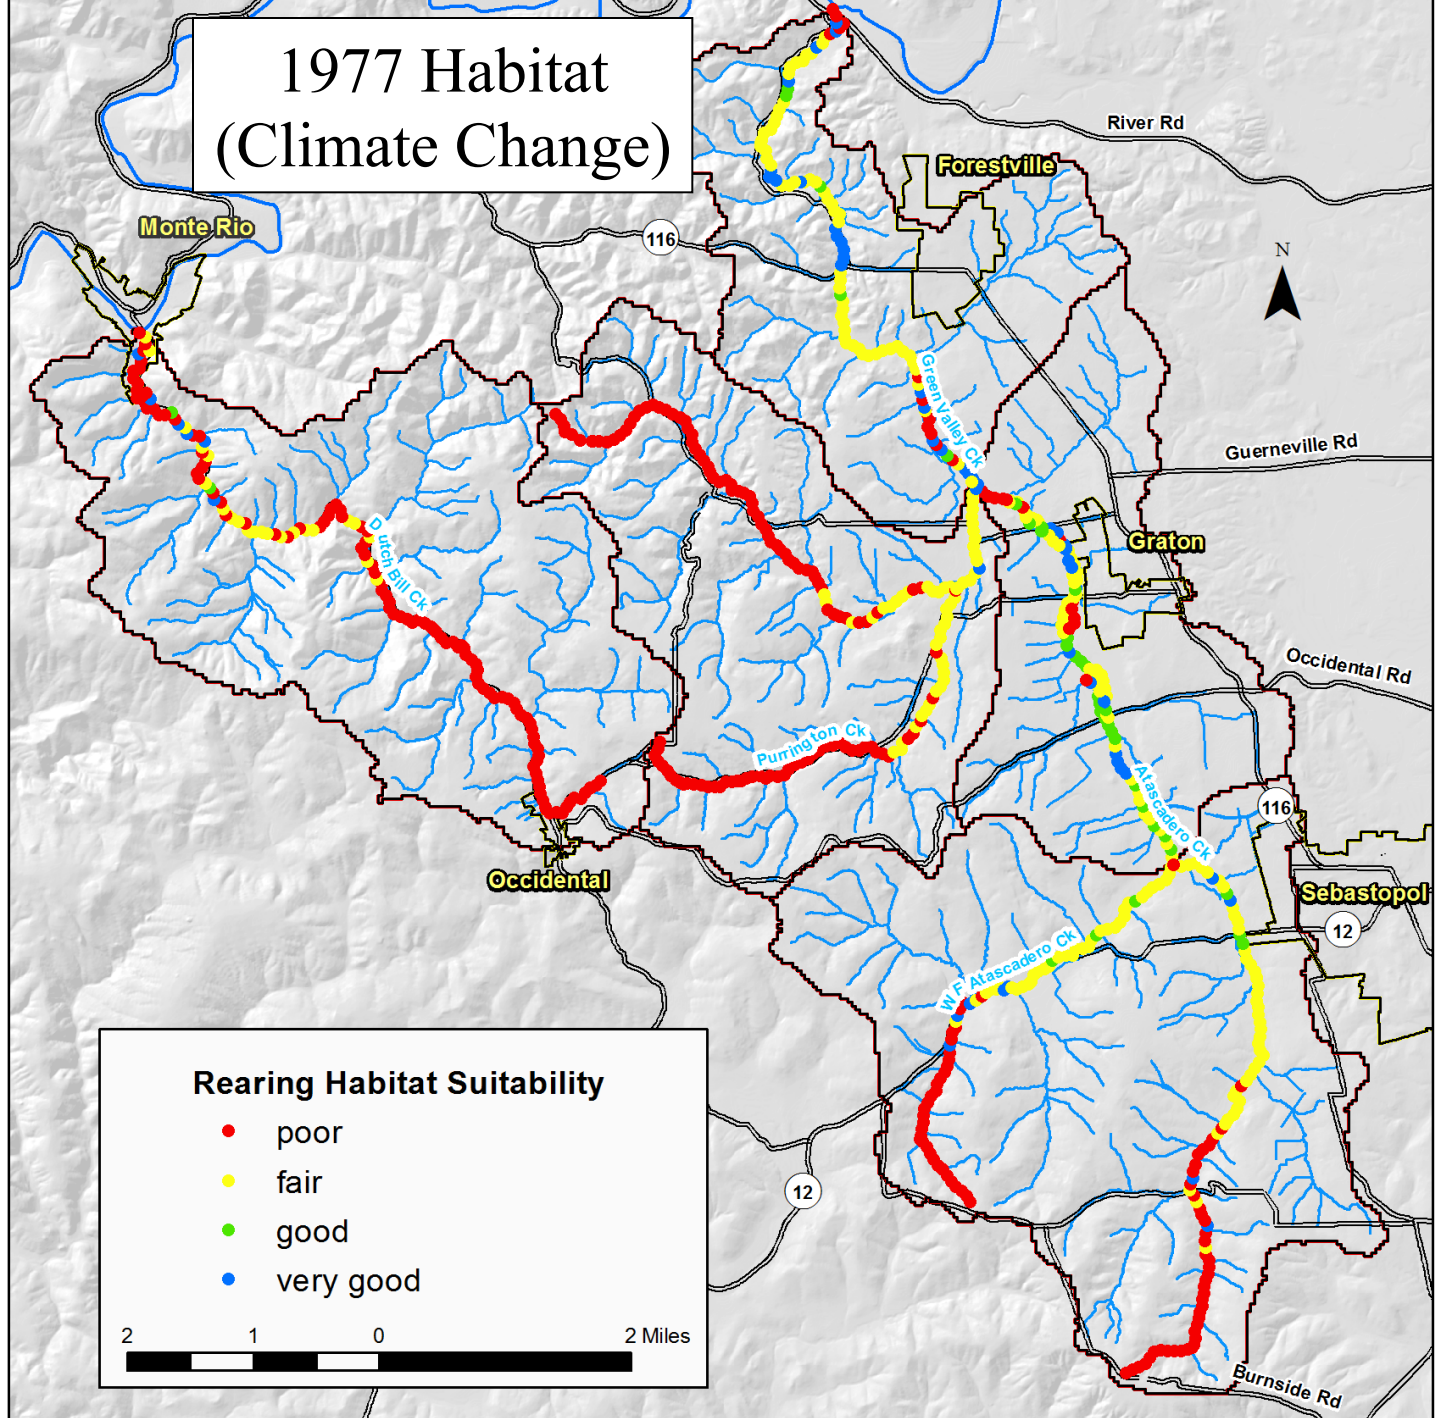 1977 Habitat
(Climate Change)
River Rd
Forestville
Monte Rio
116
N
Green Valley Ck
Guerneville Rd
Dutch Bill Ck
Graton
Occidental Rd
Purrington Ck
Atascadero Ck
116
Occidental
Sebastopol
12
W F Atascadero Ck
Rearing Habitat Suitability
poor
fair
good
very good
12
2 1 0 2 Miles
Burnside Rd